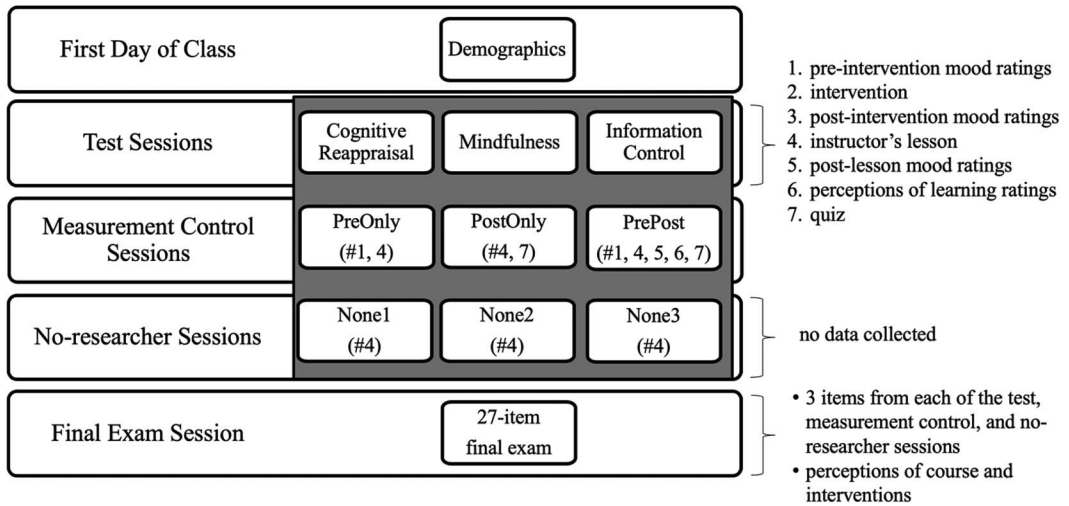 First Day of Class
Demographics
Test Sessions
Cognitive
Reappraisal
Mindfulness
Information
Control
1. pre-intervention mood ratings
2. intervention
3. post-intervention mood ratings
4. instructor's lesson
5. post-lesson mood ratings
6. perceptions of learning ratings
7. quiz
Measurement Control
Sessions
PreOnly
(#1, 4)
PostOnly
(#4, 7)
PrePost
(#1, 4, 5, 6, 7)
No-researcher Sessions
None1
(#4)
None2
(#4)
None3
(#4)
no data collected
Final Exam Session
27-item
final exam
• 3 items from each of the test,
measurement control, and no-
researcher sessions
• perceptions of course and
interventions